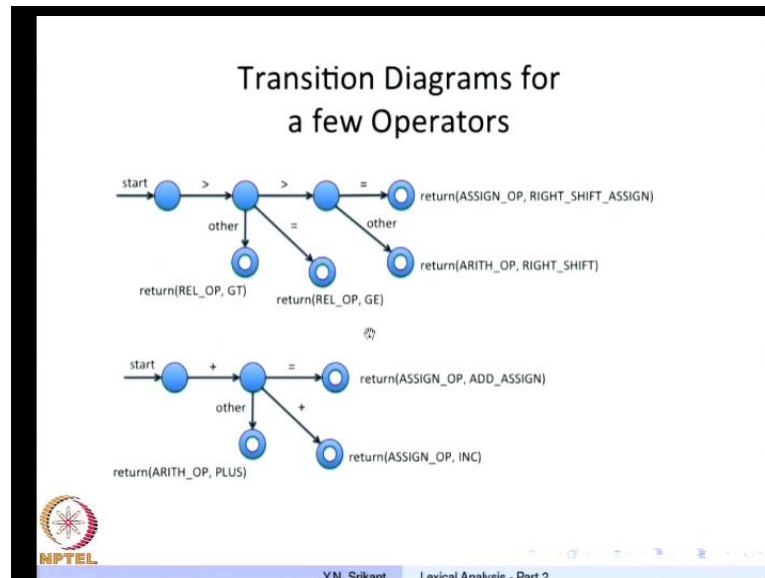 Transition Diagrams for
a few Operators
start
>
>
=
return(ASSIGN_OP, RIGHT_SHIFT_ASSIGN)
other
=
other
return(ARITH_OP, RIGHT_SHIFT)
return(REL_OP, GT)
return(REL_OP, GE)
start
+
=
return(ASSIGN_OP, ADD_ASSIGN)
other
+
return(ASSIGN_OP, INC)
return(ARITH_OP, PLUS)
NPTEL
Y.N. Srikant
Lexical Analysis - Part 2